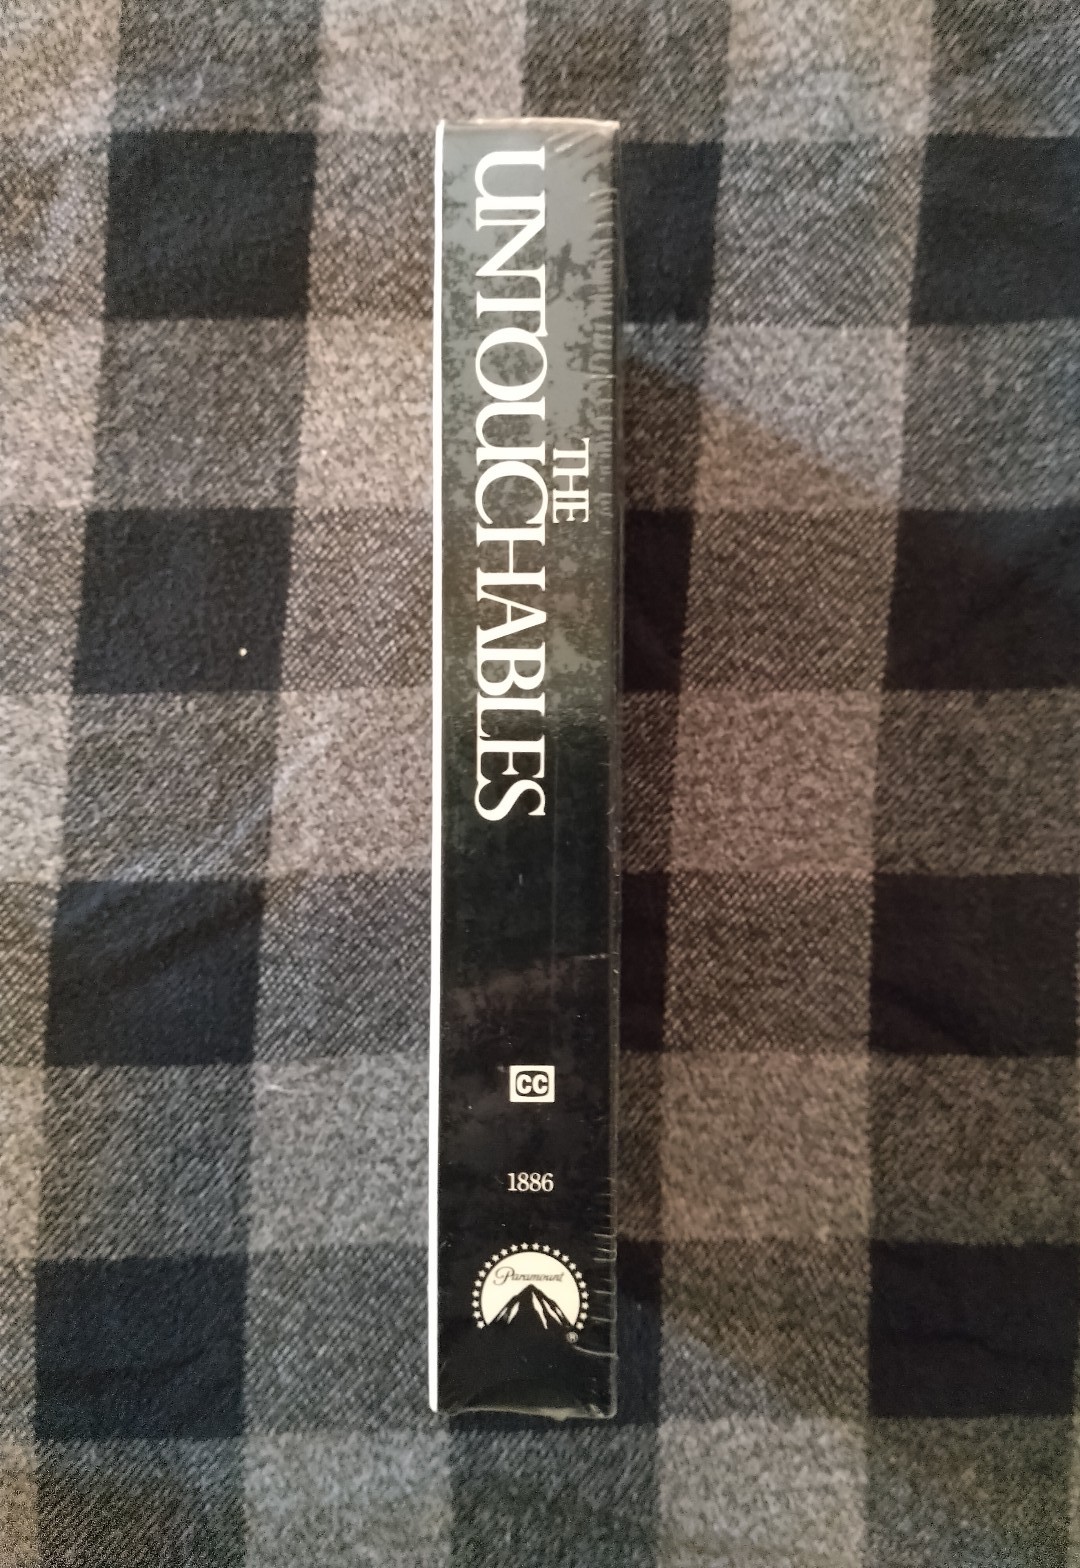 THE
UNTOUCHABLES
CC
1886
Paramount
®